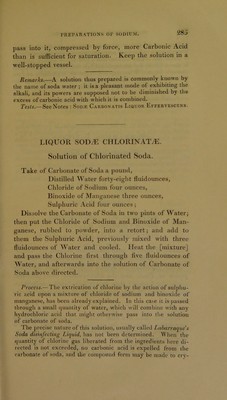 PREPARATIONS OF SODIUM. 285
pass into it, compressed by force, more Carbonic Acid
than is sufficient for saturation. Keep the solution in a
well-stopped vessel.
Remarks.—A solution thus prepared is commonly known by
the name of soda water; it is a pleasant mode of exhibiting the
alkali, and its powers are supposed not to be diminished by the
excess of carbonic acid with which it is combined.
Tests.—See Notes: SODÆ CARBONATIS LIQUOR EFFERVESCENS.
LIQUOR SODÆ CHLORINATÆ.
Solution of Chlorinated Soda.
Take of Carbonate of Soda a pound,
Distilled Water forty-eight fluidounces,
Chloride of Sodium four ounces,
Binoxide of Manganese three ounces,
Sulphuric Acid four ounces;
Dissolve the Carbonate of Soda in two pints of Water;
then put the Chloride of Sodium and Binoxide of Man-
ganese, rubbed to powder, into a retort; and add to
them the Sulphuric Acid, previously mixed with three
fluidounces of Water and cooled. Heat the [mixture]
and pass the Chlorine first through five fluidounces of
Water, and afterwards into the solution of Carbonate of
Soda above directed.
Process.—The extrication of chlorine by the action of sulphu-
ric acid upon a mixture of chloride of sodium and binoxide of
manganese, has been already explained. In this case it is passed
through a small quantity of water, which will combine with any
hydrochloric acid that might otherwise pass into the solution
of carbonate of soda.
The precise nature of this solution, usually called Labarraque's
Soda disinfecting Liquid, has not been determined. When the
quantity of chlorine gas liberated from the ingredients here di-
rected is not exceeded, no carbonic acid is expelled from the
carbonate of soda, and the compound form may be made to cry-